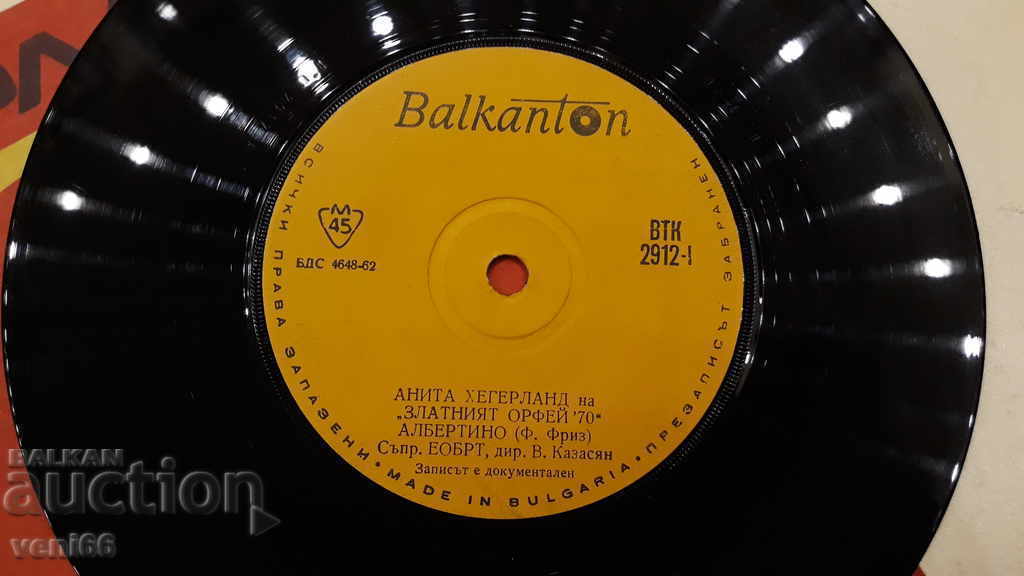 Balkanton
М
45
БДС 4648-62
ВТК
2912-I
АНИТА ХЕГЕРЛАНД на
„ЗЛАТНИЯТ ОРФЕЙ '70“
АЛБЕРТИНО (Ф. Фриз)
Съпр. ЕОБРТ, дир. В. Казасян
Записът е документален
ВСИЧКИ ПРАВА ЗАПАЗЕНИ • MADE IN BULGARIA • ПРЕЗАПИСЪТ ЗАБРАНЕН
BALKAN
auction
veni66